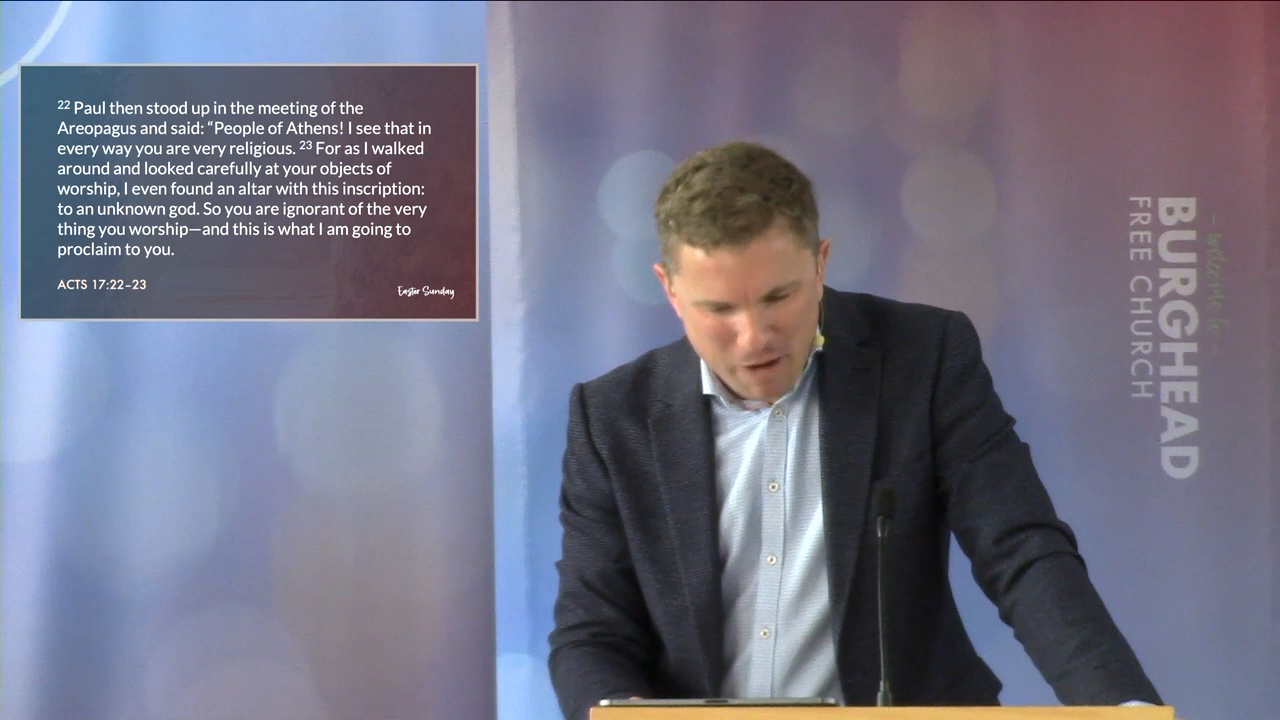 ²² Paul then stood up in the meeting of the
Areopagus and said: “People of Athens! I see that in
every way you are very religious. ²³ For as I walked
around and looked carefully at your objects of
worship, I even found an altar with this inscription:
to an unknown god. So you are ignorant of the very
thing you worship—and this is what I am going to
proclaim to you.
ACTS 17:22–23
Easter Sunday
- welcome to -
BURGHEAD
FREE CHURCH